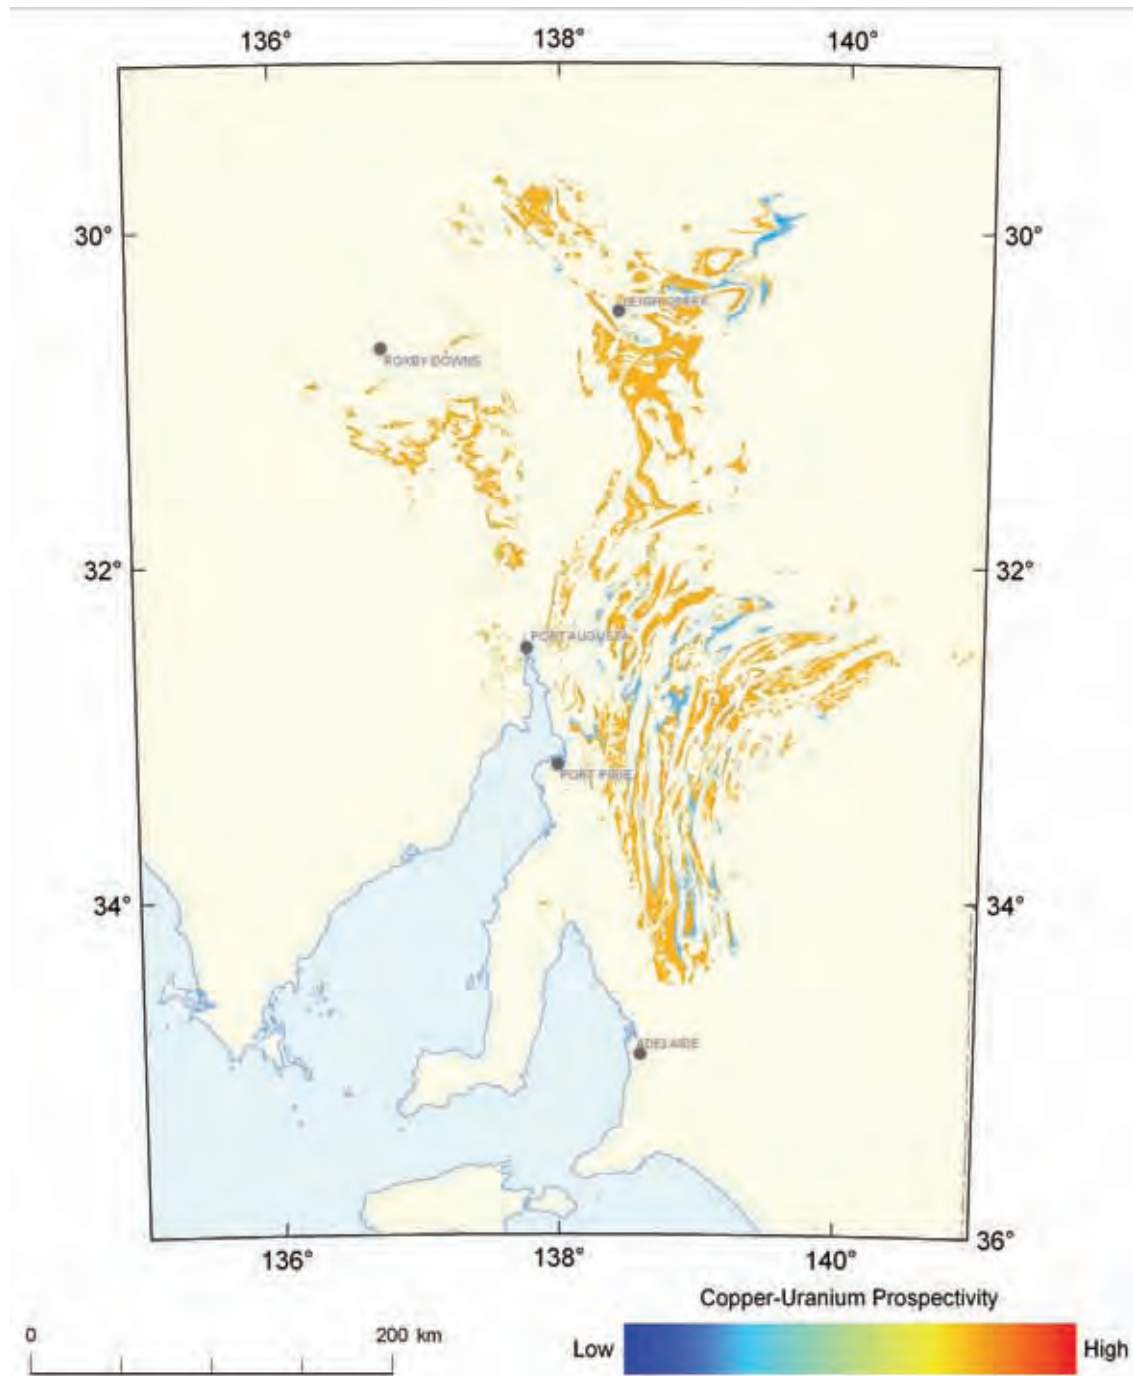 136° 138° 140°
30° 30°
LEIGH CREEK
ROXBY DOWNS
32° 32°
PORT AUGUSTA
PORT PIRIE
34° 34°
ADELAIDE
36°
136° 138° 140°
Copper-Uranium Prospectivity
0 200 km
Low High